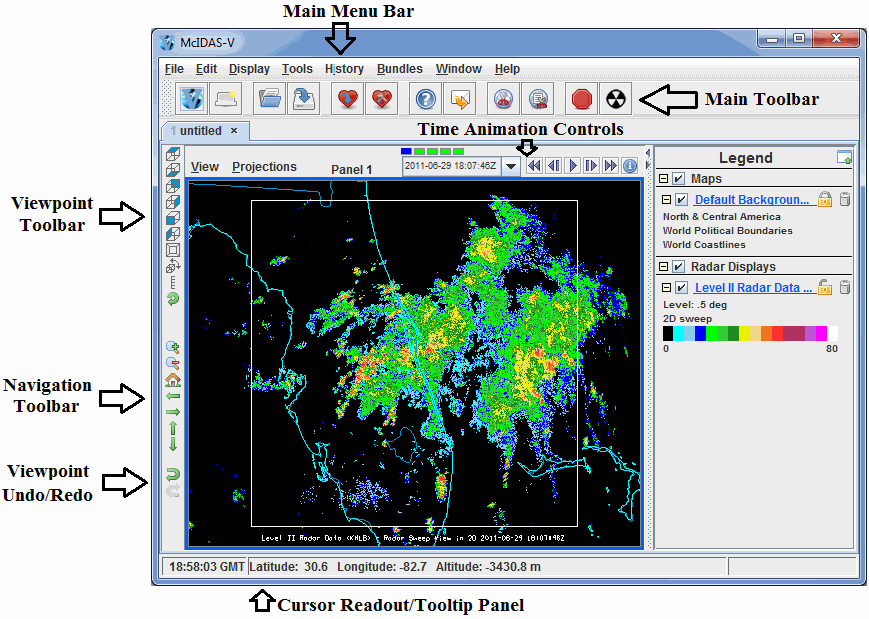 Main Menu Bar
McIDAS-V
File Edit Display Tools History Bundles Window Help
Main Toolbar
1 untitled ×
Time Animation Controls
View Projections Panel 1
2011-06-29 18:07:46Z
Legend
Maps
Default Backgroun...
North & Central America
World Political Boundaries
World Coastlines
Radar Displays
Level II Radar Data ...
Level: .5 deg
2D sweep
0 80
Viewpoint
Toolbar
Navigation
Toolbar
Viewpoint
Undo/Redo
Level II Radar Data (KMLB) - Radar Sweep View in 2D 2011-06-29 18:07:46Z
18:58:03 GMT Latitude: 30.6 Longitude: -82.7 Altitude: -3430.8 m
Cursor Readout/Tooltip Panel